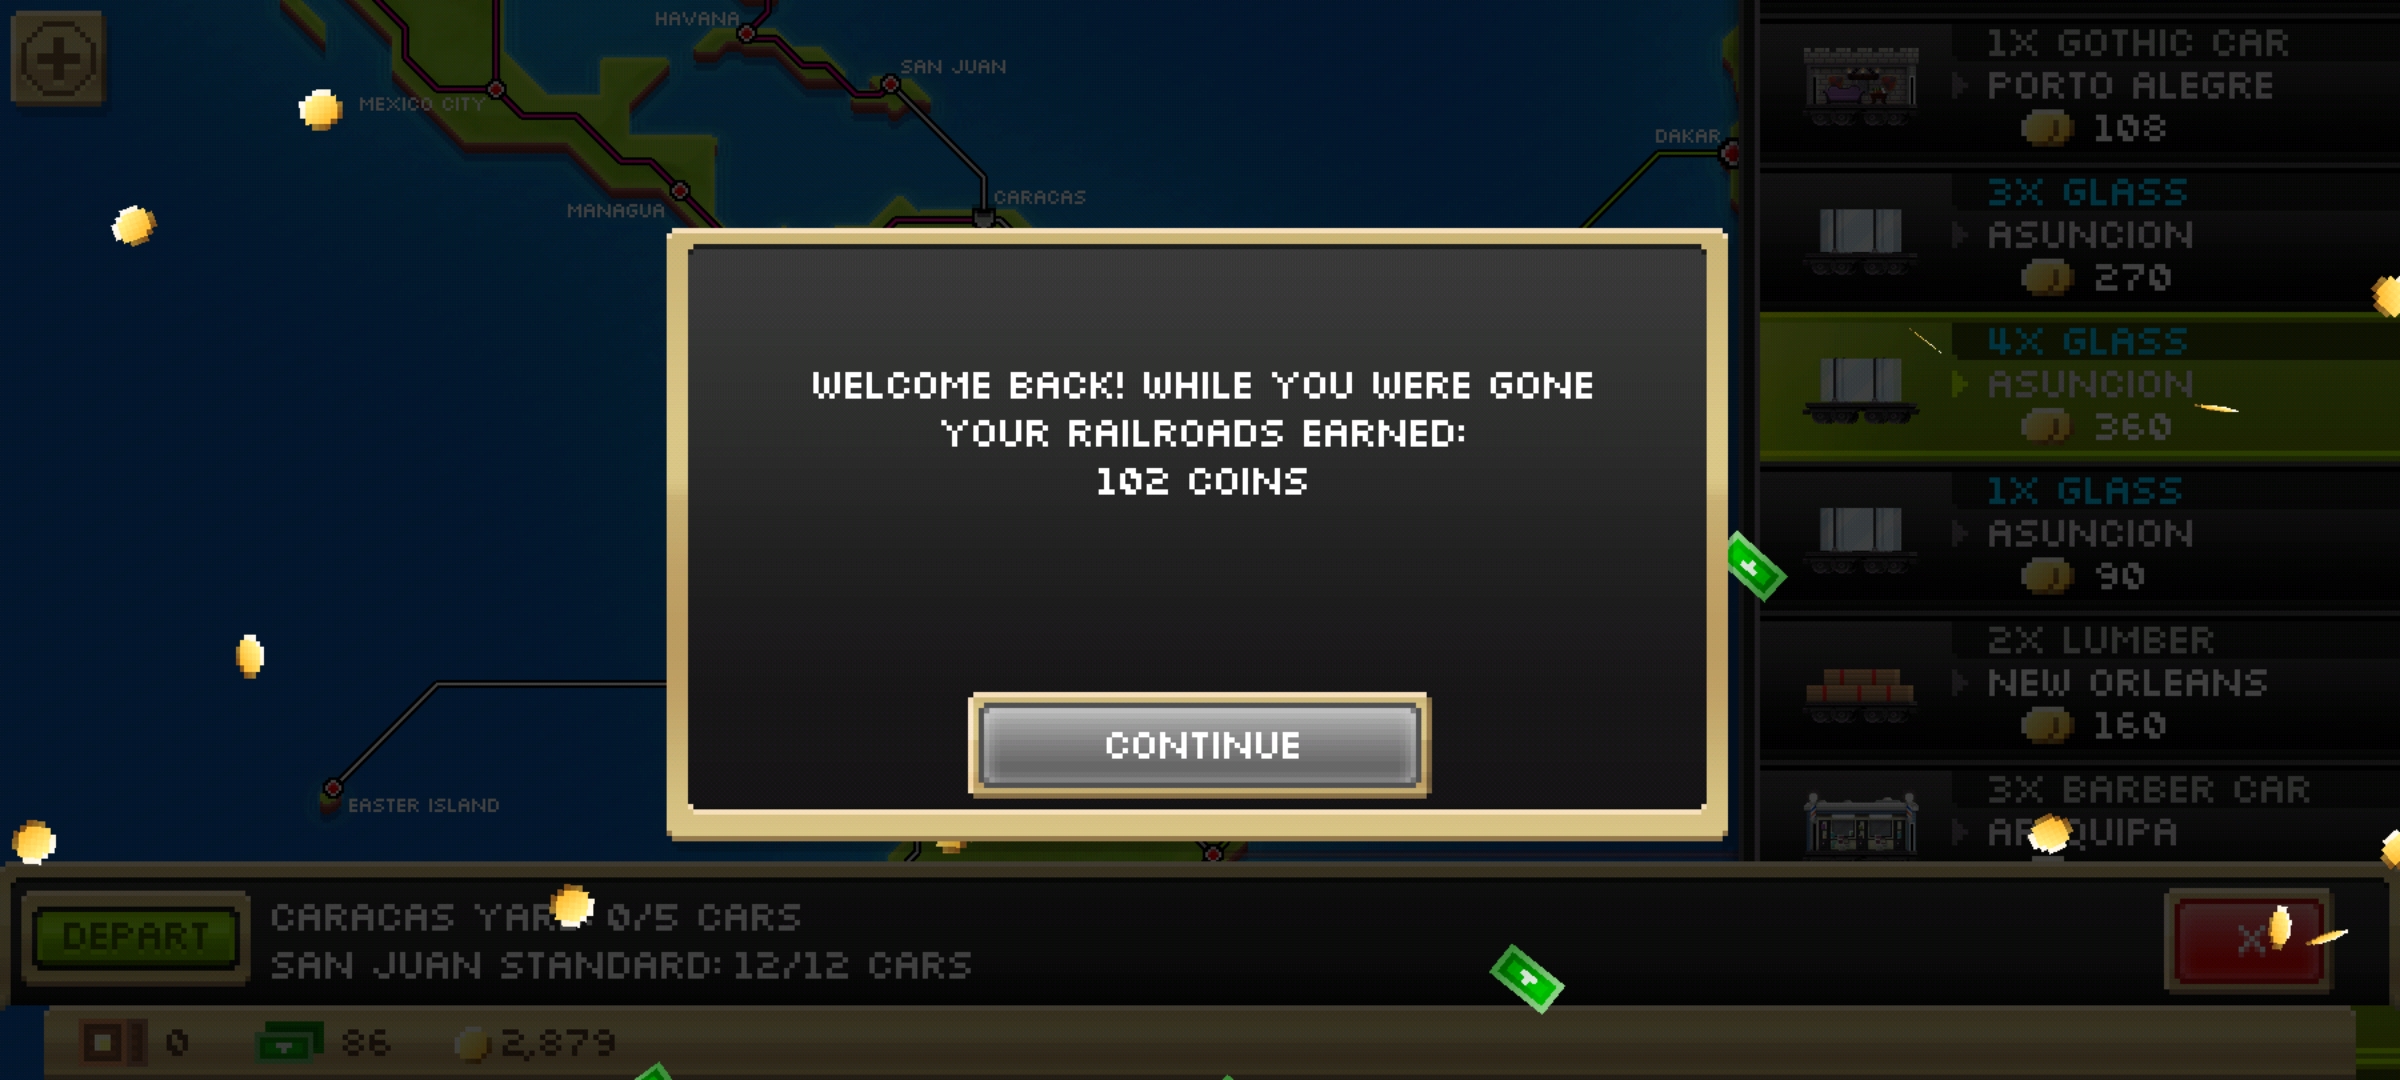 HAVANA
SAN JUAN
MEXICO CITY
DAKAR
MANAGUA
CARACAS
WELCOME BACK! WHILE YOU WERE GONE
YOUR RAILROADS EARNED:
102 COINS
CONTINUE
EASTER ISLAND
1X GOTHIC CAR
PORTO ALEGRE
108
3X GLASS
ASUNCION
270
4X GLASS
ASUNCION
360
1X GLASS
ASUNCION
90
2X LUMBER
NEW ORLEANS
160
3X BARBER CAR
DEPART
CARACAS 0/5 CARS
SAN JUAN STANDARD: 12/12 CARS
X
0
86
2,879